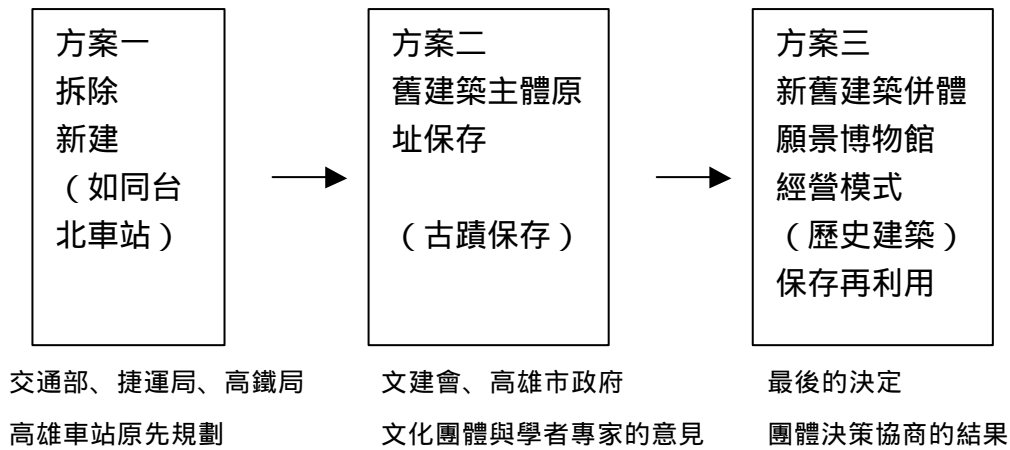 方案一
拆除
新建
（如同台
北車站）
交通部、捷運局、高鐵局
高雄車站原先規劃
方案二
舊建築主體原
址保存
（古蹟保存）
文建會、高雄市政府
文化團體與學者專家的意見
方案三
新舊建築併體
願景博物館
經營模式
（歷史建築）
保存再利用
最後的決定
團體決策協商的結果